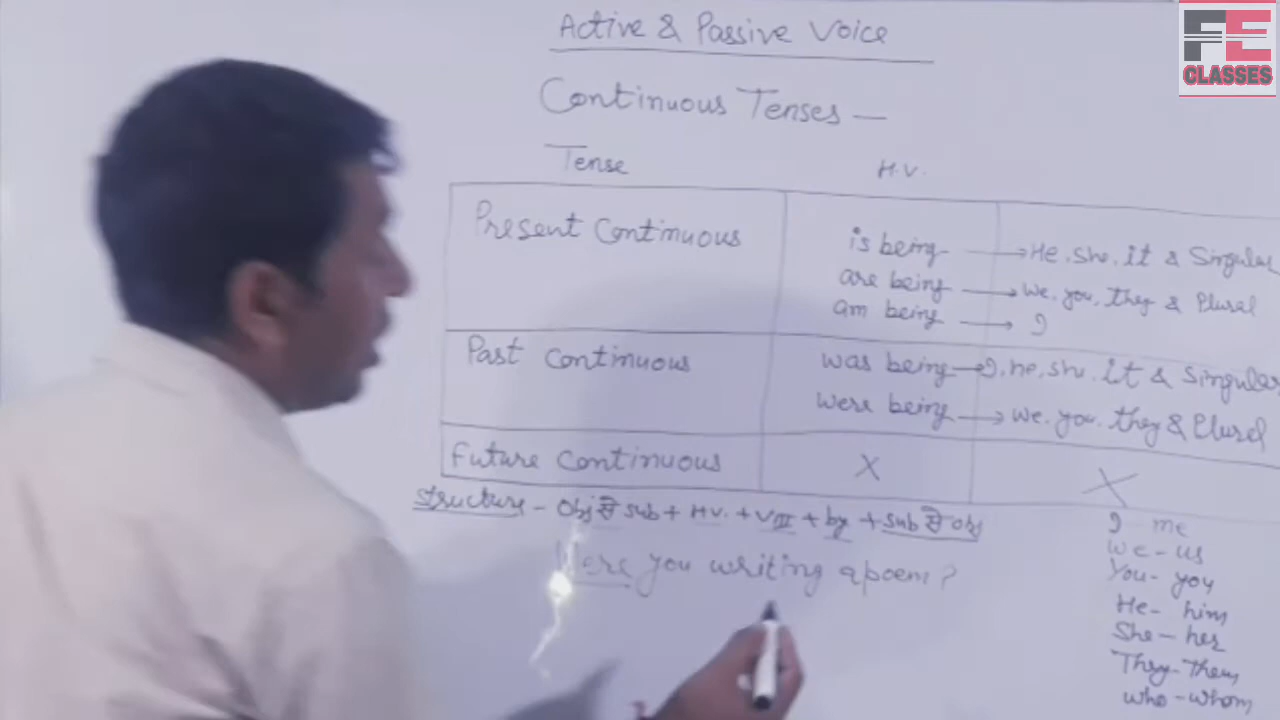 Active & Passive Voice
FE
CLASSES
Continuous Tenses —
Tense H.V.
Present Continuous
is being → He, she, it & Singular
are being → We, you, they & Plural
am being → I
Past Continuous
was being → I, he, she, it & Singular
were being → We, you, they & Plural
Future Continuous X X
Structure - Obj से sub + H.V. + VIII + by + Sub से obj
Were you writing a poem?
I - me
We - us
You - you
He - him
She - her
They - Them
who - whom